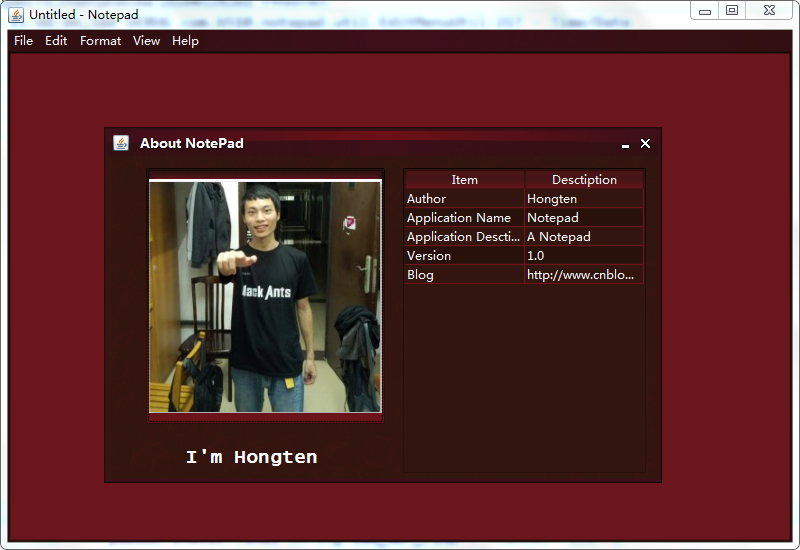 Untitled - Notepad
File Edit Format View Help
About NotePad
Item Desctiption
Author Hongten
Application Name Notepad
Application Descti... A Notepad
Version 1.0
Blog http://www.cnblo...
Ants
I'm Hongten